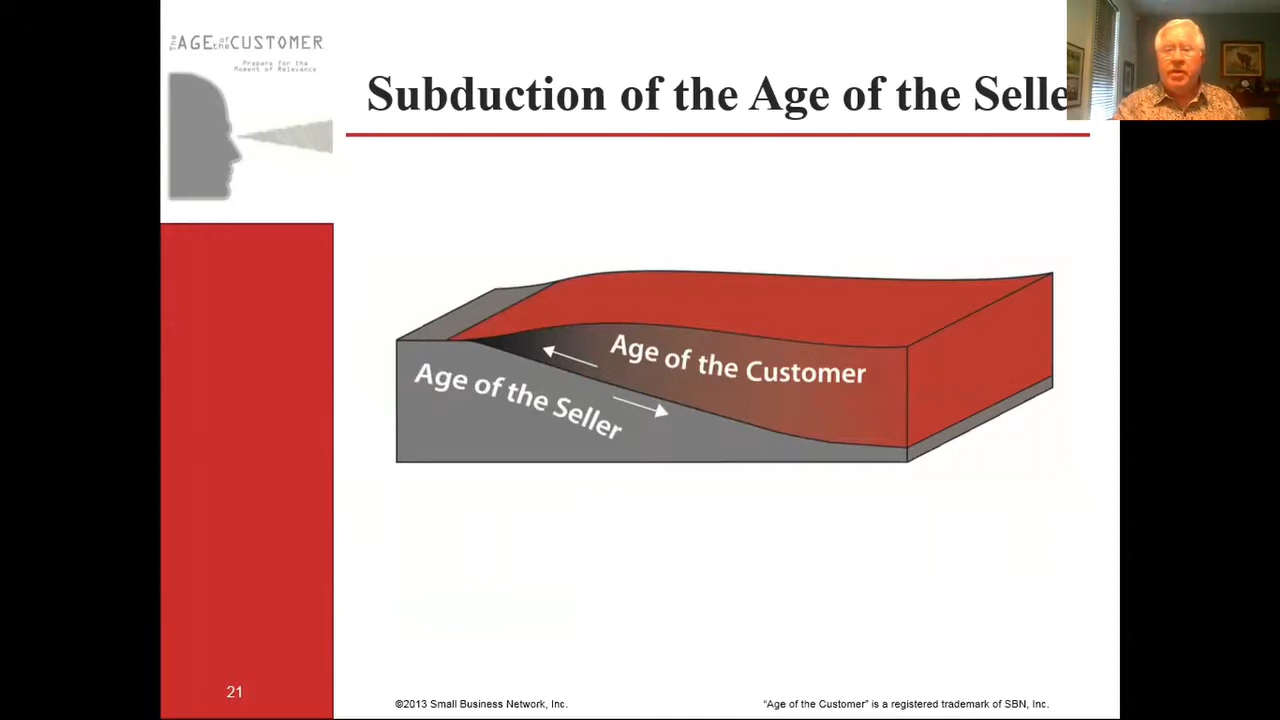 The AGE of the CUSTOMER
Prepare for the
Moment of Relevance
Subduction of the Age of the Selle
Age of the Customer
Age of the Seller
21
©2013 Small Business Network, Inc.
“Age of the Customer” is a registered trademark of SBN, Inc.